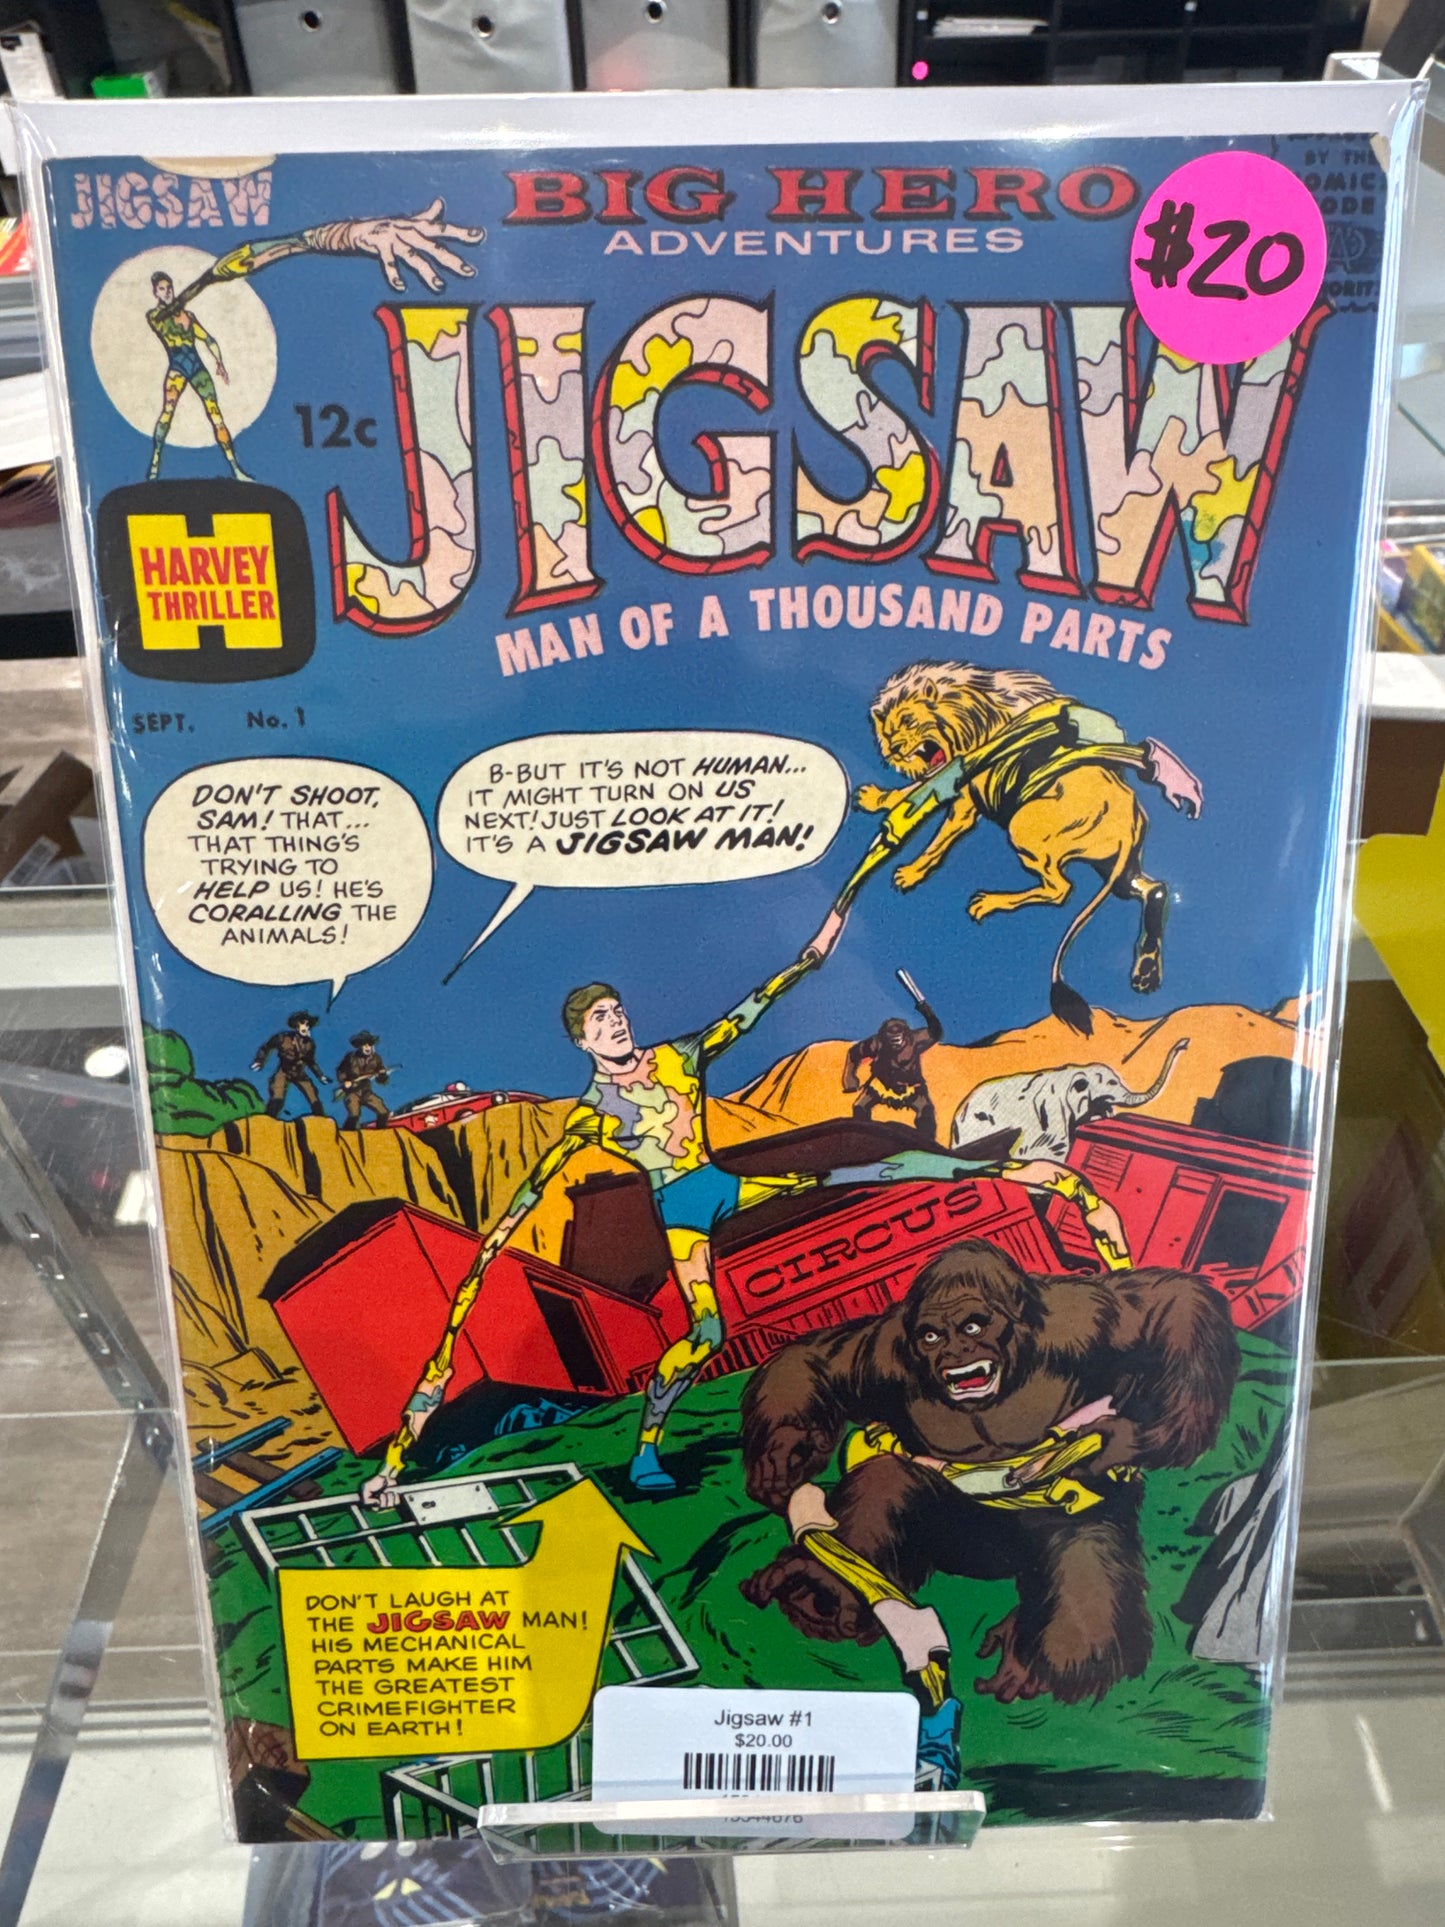 JIGSAW
BIG HERO
ADVENTURES
BY THE
$20
JIGSAW
12c
MAN OF A THOUSAND PARTS
H
HARVEY
THRILLER
SEPT. No. 1
DON'T SHOOT,
SAM! THAT...
THAT THING'S
TRYING TO
HELP US! HE'S
CORALLING THE
ANIMALS!
B-BUT IT'S NOT HUMAN...
IT MIGHT TURN ON US
NEXT! JUST LOOK AT IT!
IT'S A JIGSAW MAN!
CIRCUS
DON'T LAUGH AT
THE JIGSAW MAN!
HIS MECHANICAL
PARTS MAKE HIM
THE GREATEST
CRIMEFIGHTER
ON EARTH!
Jigsaw #1
$20.00